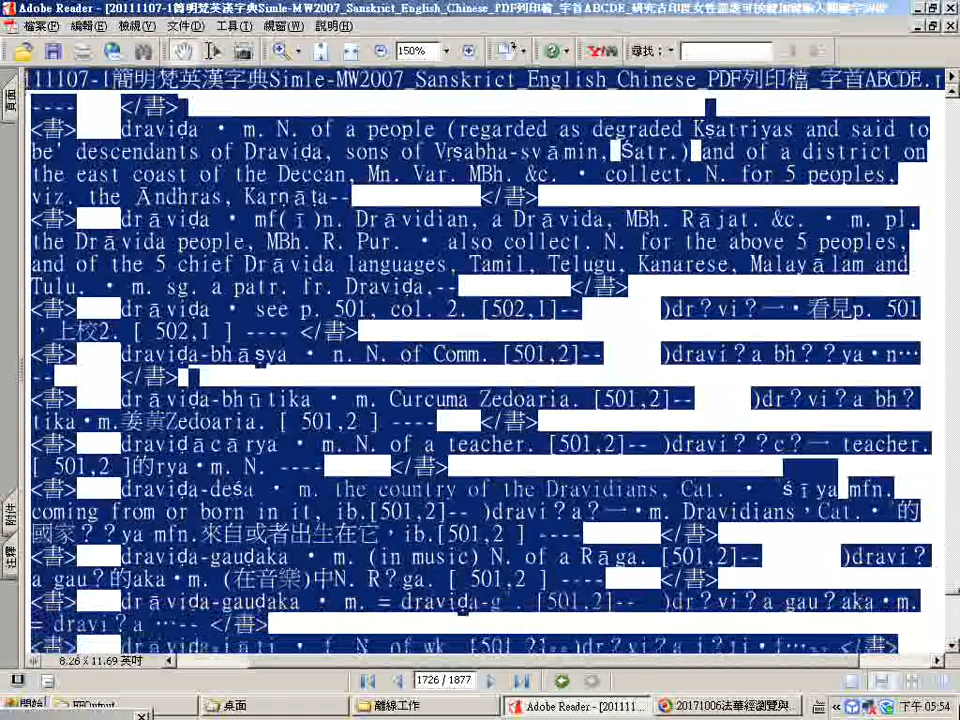 Adobe Reader - [20111107-1簡明梵英漢字典Simle-MW2007_Sanskrict_English_Chinese_PDF列印檔_字首ABCDE_研究古印度女性
檔案(F) 編輯(E) 檢視(V) 文件(D) 工具(T) 視窗(W) 說明(H)
150% 尋找：
11107-1簡明梵英漢字典Simle-MW2007_Sanskrict_English_Chinese_PDF列印檔_字首ABCDE.
---- </書>
<書> draviḍa • m. N. of a people (regarded as degraded Kṣatriyas and said to
be' descendants of Draviḍa, sons of Vṛṣabha-svāmin, Śatr.) and of a district on
the east coast of the Deccan, Mn. Var. MBh. &c. • collect. N. for 5 peoples,
viz. the Āndhras, Karṇāṭa-- </書>
<書> drāviḍa • mf(ī)n. Drāvidian, a Drāviḍa, MBh. Rājat. &c. • m. pl.
the Drāviḍa people, MBh. R. Pur. • also collect. N. for the above 5 peoples,
and of the 5 chief Drāviḍa languages, Tamil, Telugu, Kanarese, Malayālam and
Tulu. • m. sg. a patr. fr. Draviḍa,-- </書>
<書> drāviḍa • see p. 501, col. 2. [502,1]-- )dr?vi?一•看見p. 501
，上校2. [ 502,1 ] ---- </書>
<書> draviḍa-bhāṣya • n. N. of Comm. [501,2]-- )dravi?a bh??ya•n…
-- </書>
<書> drāviḍa-bhūtika • m. Curcuma Zedoaria. [501,2]-- )dr?vi?a bh?
tika•m.姜黃Zedoaria. [ 501,2 ] ---- </書>
<書> draviḍācārya • m. N. of a teacher. [501,2]-- )dravi??c?一 teacher.
[ 501,2 ]的rya•m. N. ---- </書>
<書> draviḍa-deśa • m. the country of the Dravidians, Cat. • śīya mfn.
coming from or born in it, ib.[501,2]-- )dravi?a?一•m. Dravidians，Cat.• 的
國家??ya mfn.來自或者出生在它，ib.[501,2 ] ---- </書>
<書> draviḍa-gauḍaka • m. (in music) N. of a Rāga. [501,2]-- )dravi?
a gau?的aka•m. (在音樂)中N. R?ga. [ 501,2 ] ---- </書>
<書> drāviḍa-gauḍaka • m. = draviḍa-g . [501,2]-- )dr?vi?a gau?aka•m.
= dravi?a …-- </書>
8.26 x 11.69 英吋
1726 / 1877
頁面
附件
註釋
開始 FFOutput 桌面 離線工作 Adobe Reader - [201111... 20171006法華經瀏覽與... 下午 05:54